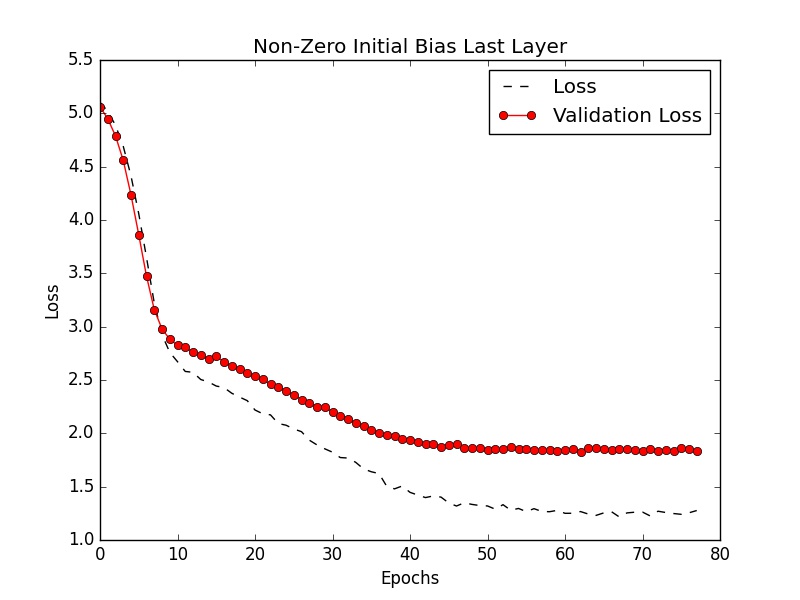 Non-Zero Initial Bias Last Layer
5.5
5.0
4.5
4.0
3.5
3.0
2.5
2.0
1.5
1.0
Loss
Loss
Validation Loss
0 10 20 30 40 50 60 70 80
Epochs